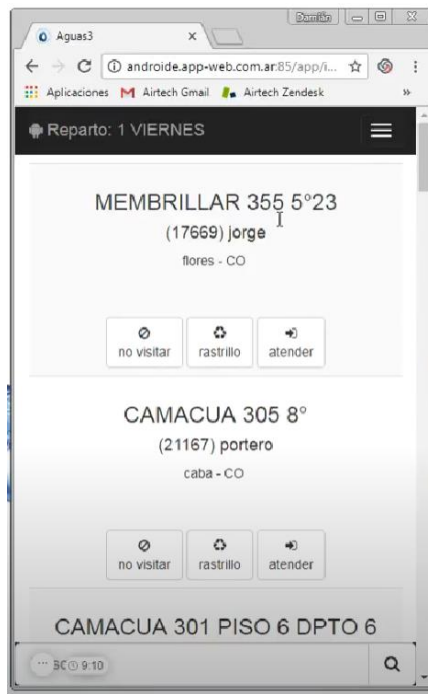 Damián
Aguas3
androide.app-web.com.ar:85/app/i...
Aplicaciones Airtech Gmail Airtech Zendesk »
Reparto: 1 VIERNES
MEMBRILLAR 355 5°23
(17669) jorge
flores - CO
no visitar rastrillo atender
CAMACUA 305 8°
(21167) portero
caba - CO
no visitar rastrillo atender
CAMACUA 301 PISO 6 DPTO 6
9:10